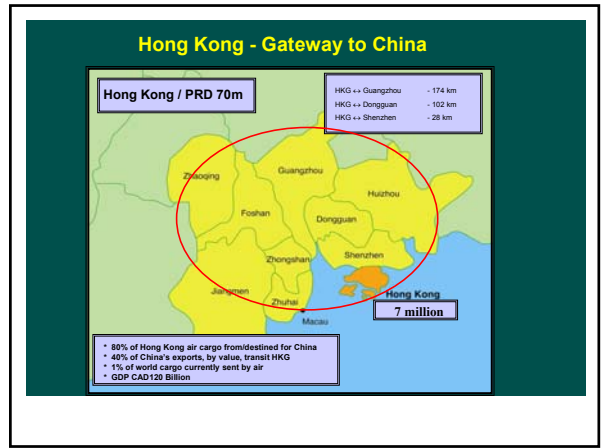 Hong Kong - Gateway to China
Hong Kong / PRD 70m
HKG ↔ Guangzhou - 174 km
HKG ↔ Dongguan - 102 km
HKG ↔ Shenzhen - 28 km
Zhaoqing
Guangzhou
Huizhou
Foshan
Dongguan
Shenzhen
Zhongshan
Jiangmen
Zhuhai
Hong Kong
7 million
Macau
* 80% of Hong Kong air cargo from/destined for China
* 40% of China's exports, by value, transit HKG
* 1% of world cargo currently sent by air
* GDP CAD120 Billion